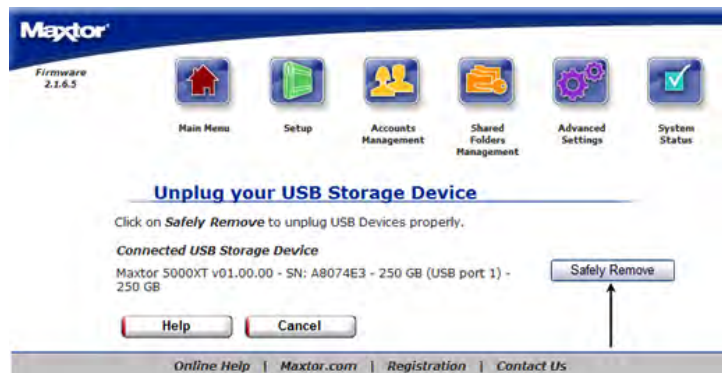 Maxtor
Firmware
2.1.6.5
Main Menu
Setup
Accounts
Management
Shared
Folders
Management
Advanced
Settings
System
Status
Unplug your USB Storage Device
Click on Safely Remove to unplug USB Devices properly.
Connected USB Storage Device
Maxtor 5000XT v01.00.00 - SN: A8074E3 - 250 GB (USB port 1) -
250 GB
Safely Remove
Help
Cancel
Online Help | Maxtor.com | Registration | Contact Us